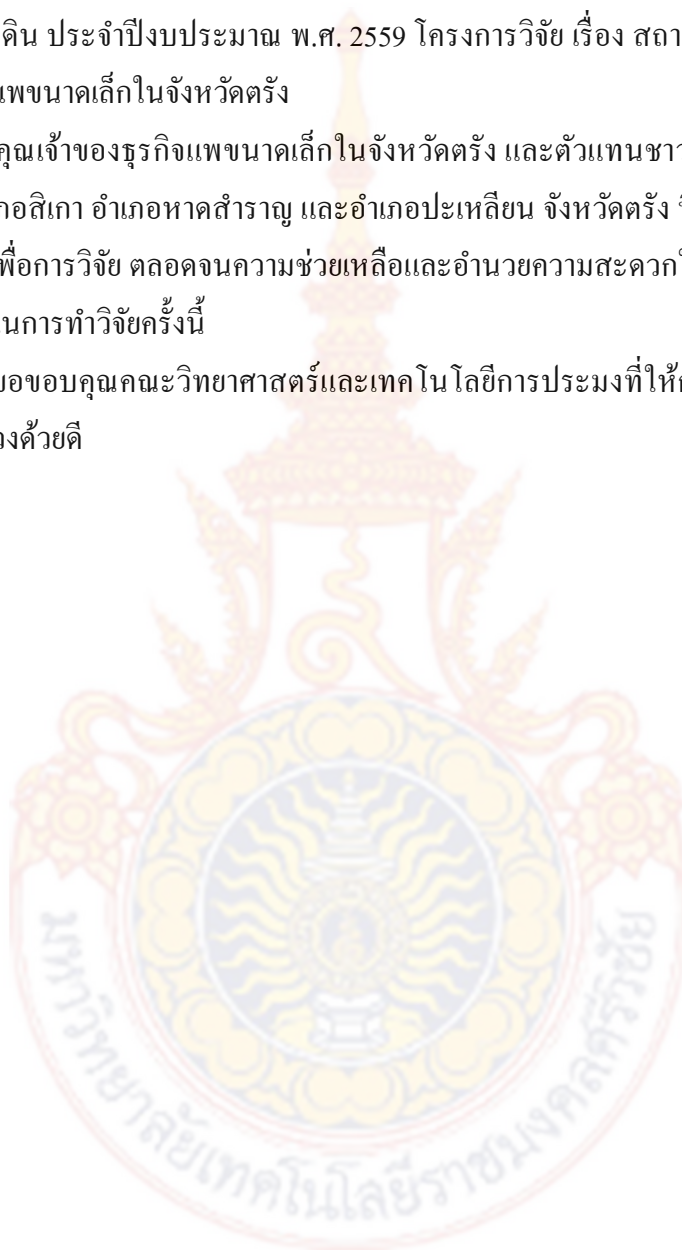 ดิน ประจำปีงบประมาณ พ.ศ. 2559 โครงการวิจัย เรื่อง สถา
แพขนาดเล็กในจังหวัดตรัง
คุณเจ้าของธุรกิจแพขนาดเล็กในจังหวัดตรัง และตัวแทนชาว
กอสิเกา อำเภอหาดสำราญ และอำเภอปะเหลียน จังหวัดตรัง
พื่อการวิจัย ตลอดจนความช่วยเหลือและอำนวยความสะดวกใ
นการทำวิจัยครั้งนี้
ขอขอบคุณคณะวิทยาศาสตร์และเทคโนโลยีการประมงที่ให้
วงด้วยดี
มหาวิทยาลัยเทคโนโลยีราชมงคลศรีวิชัย